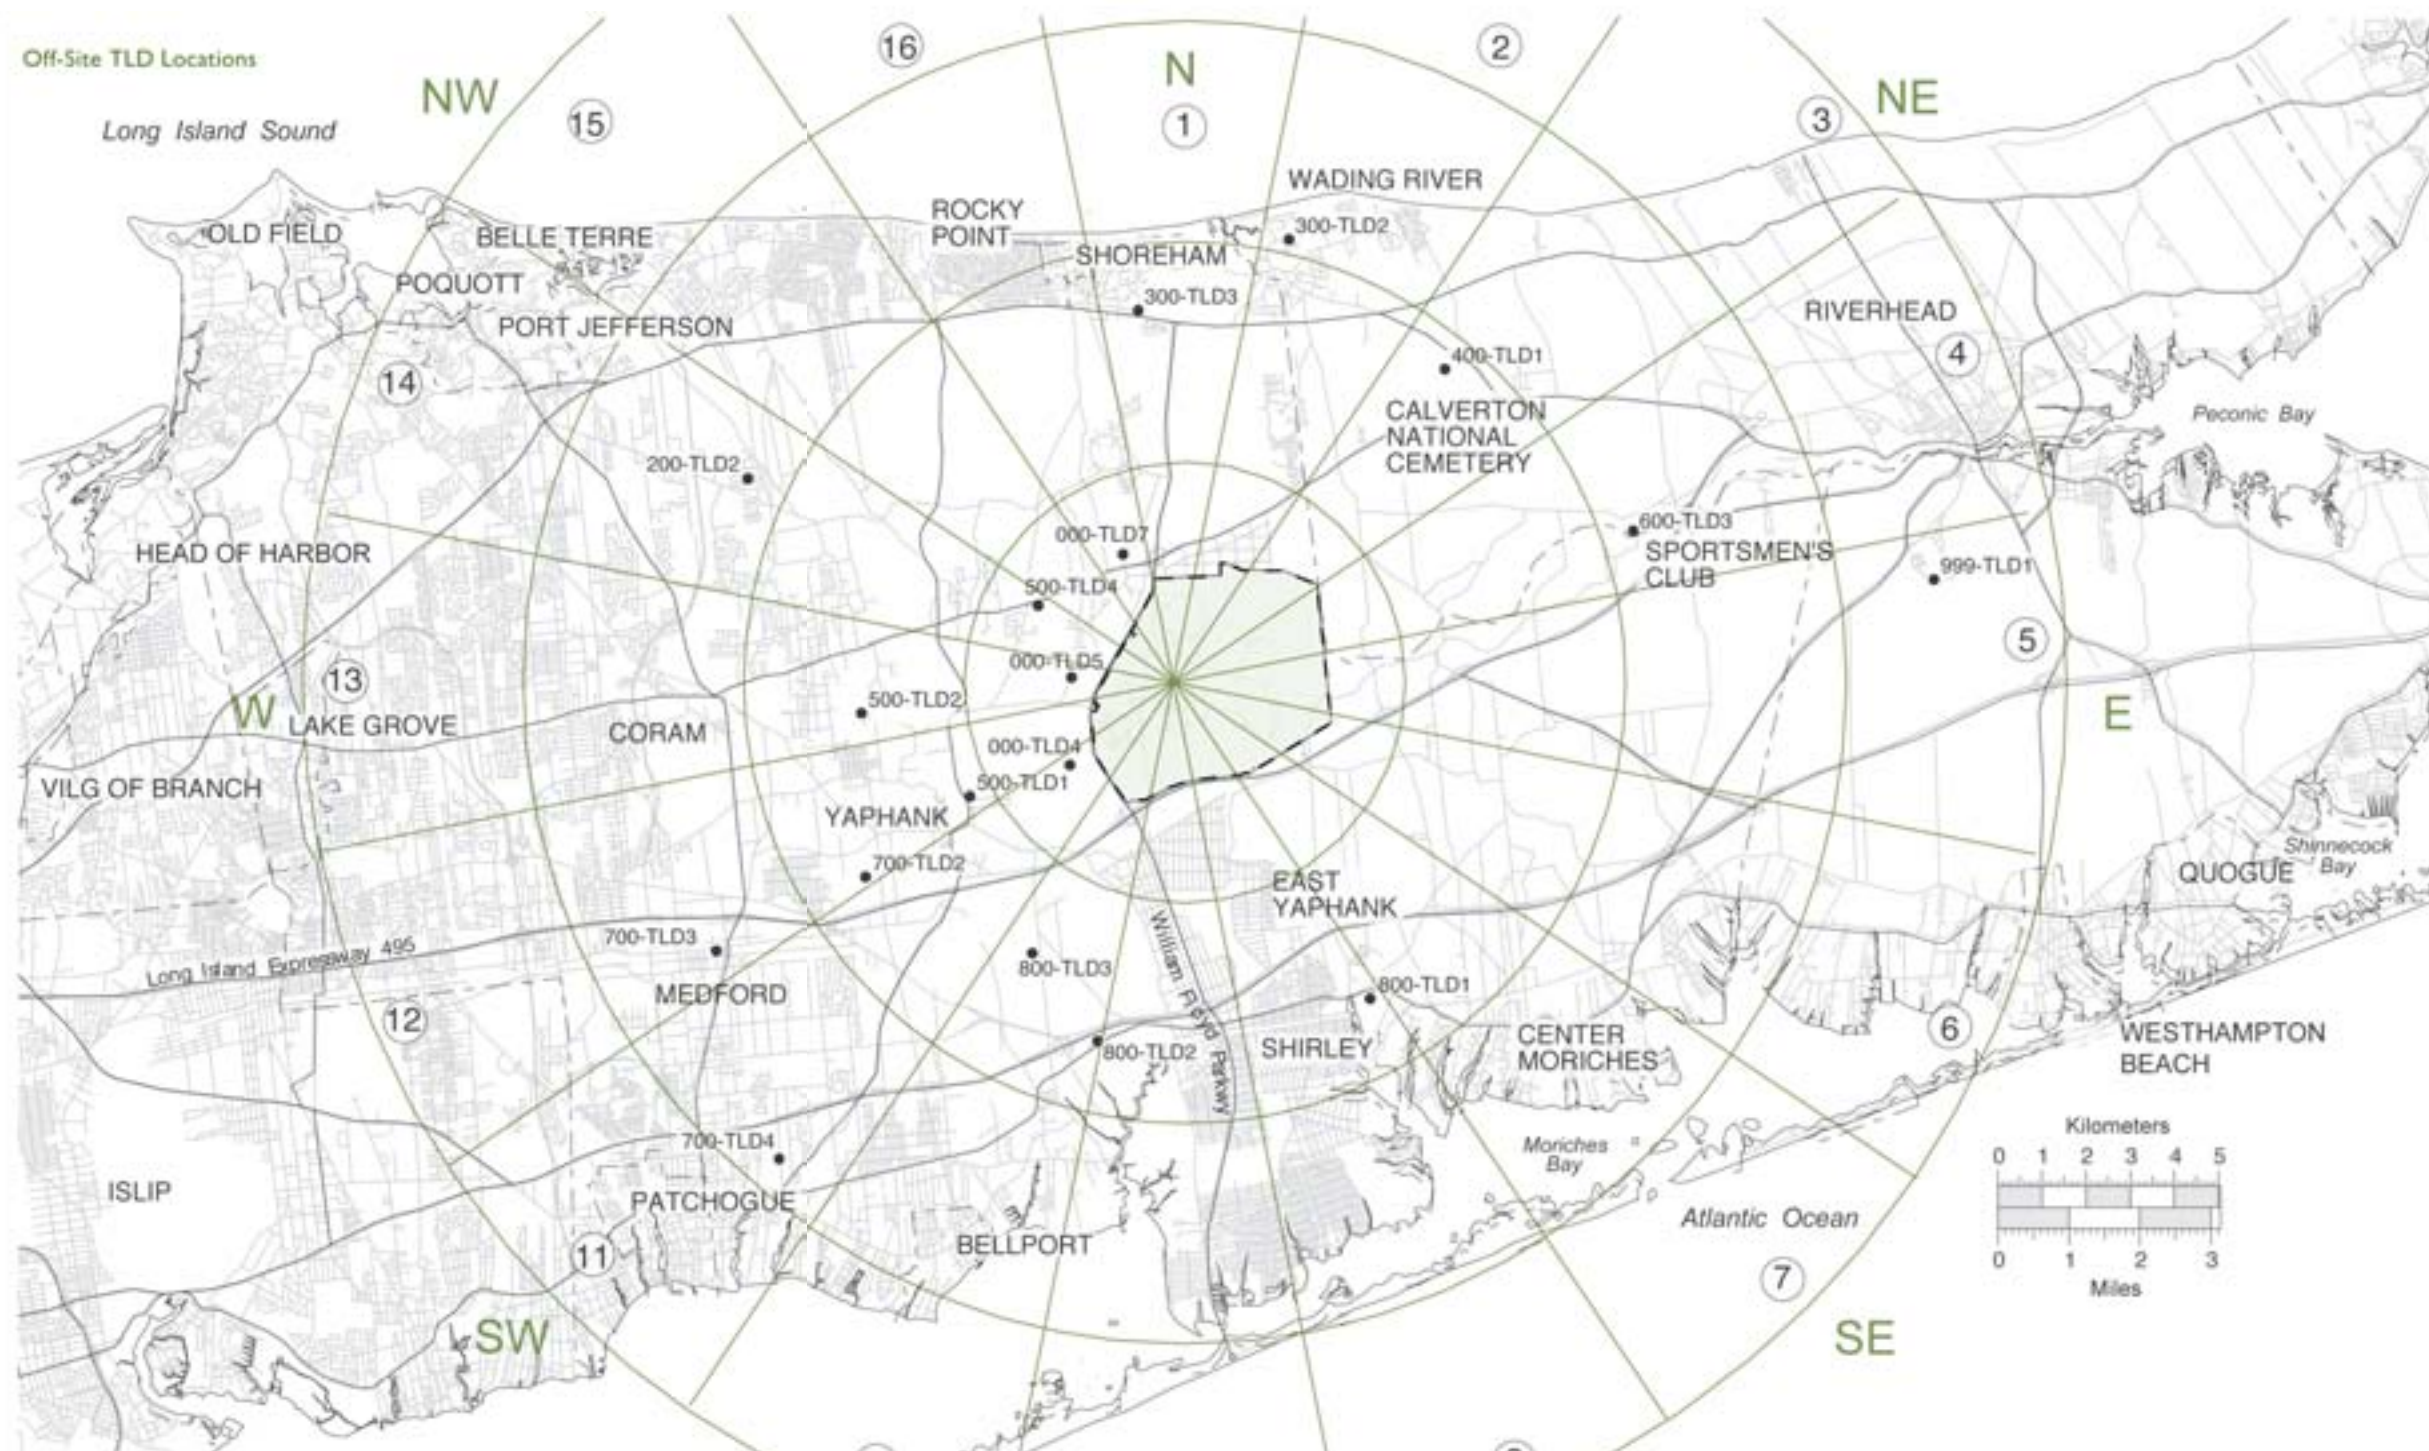 Off-Site TLD Locations
16
N
2
NW
NE
15
1
3
Long Island Sound
WADING RIVER
ROCKY
POINT
300-TLD2
OLD FIELD
BELLE TERRE
SHOREHAM
POQUOTT
300-TLD3
RIVERHEAD
PORT JEFFERSON
400-TLD1
4
14
CALVERTON
NATIONAL
CEMETERY
Peconic Bay
200-TLD2
600-TLD3
000-TLD7
HEAD OF HARBOR
SPORTSMEN'S
CLUB
999-TLD1
500-TLD4
5
000-TLD5
13
500-TLD2
W
E
LAKE GROVE
CORAM
000-TLD4
500-TLD1
VILG OF BRANCH
YAPHANK
Shinnecock
Bay
700-TLD2
QUOGUE
EAST
YAPHANK
700-TLD3
Long Island Expressway 495
William Floyd Parkwy
800-TLD3
800-TLD1
MEDFORD
12
6
CENTER
MORICHES
WESTHAMPTON
BEACH
SHIRLEY
800-TLD2
Kilometers
0 1 2 3 4 5
0 1 2 3
Miles
700-TLD4
Moriches
Bay
ISLIP
PATCHOGUE
Atlantic Ocean
BELLPORT
11
7
SW
SE